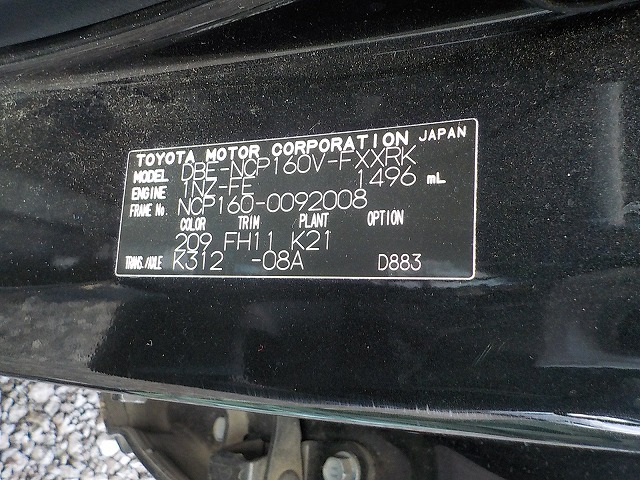 TOYOTA MOTOR CORPORATION JAPAN
MODEL DBE-NCP160V-FXXRK
ENGINE 1NZ-FE 1496 mL
FRAME No. NCP160-0092008
COLOR TRIM PLANT OPTION
209 FH11 K21
TRANS./AXLE K312 -08A D883